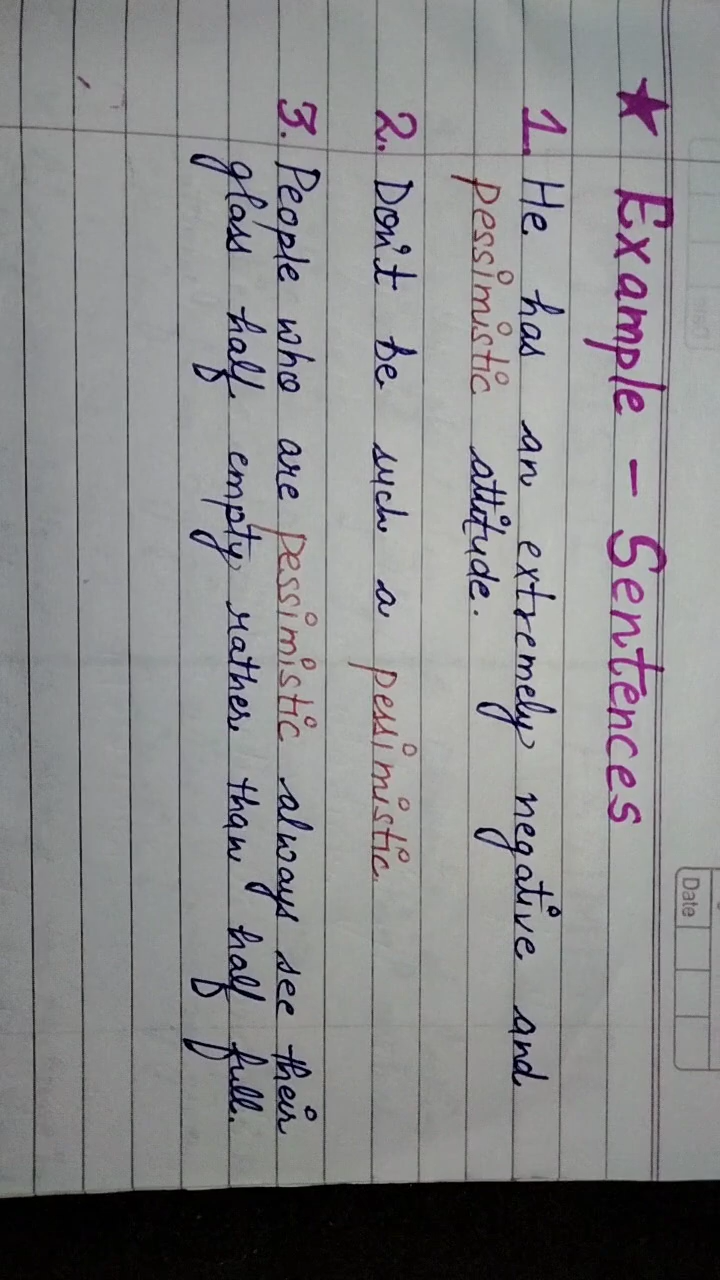 Date
★ Example - Sentences
1. He has an extremely negative and
pessimistic attitude.
2. Don't be such a pessimistic.
3. People who are pessimistic always see their
glass half empty rather than half full.